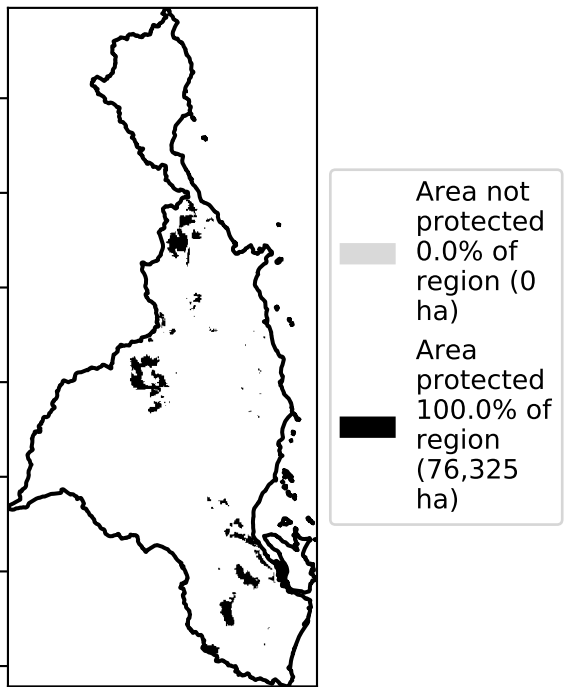 Area not
protected
0.0% of
region (0
ha)
Area
protected
100.0% of
region
(76,325
ha)